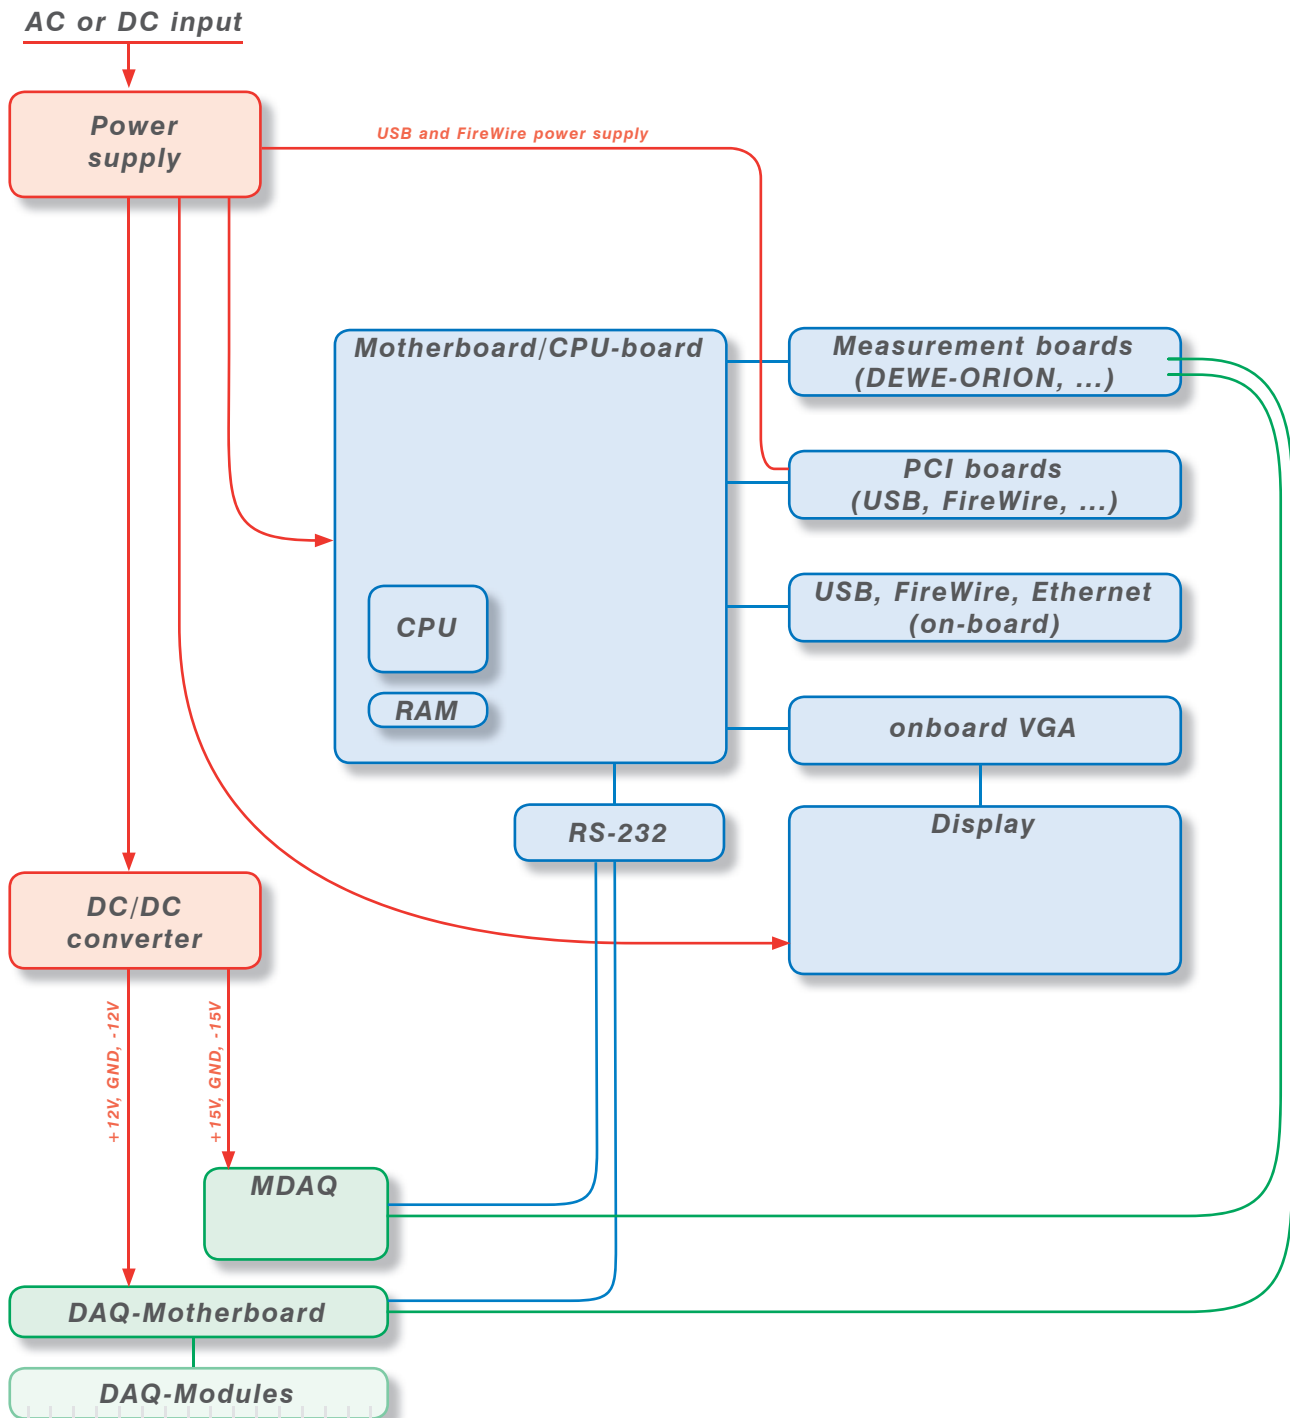 AC or DC input
Power
supply
USB and FireWire power supply
Motherboard/CPU-board
Measurement boards
(DEWE-ORION, ...)
PCI boards
(USB, FireWire, ...)
CPU
USB, FireWire, Ethernet
(on-board)
RAM
onboard VGA
RS-232
Display
DC/DC
converter
+12V, GND, -12V
+15V, GND, -15V
MDAQ
DAQ-Motherboard
DAQ-Modules